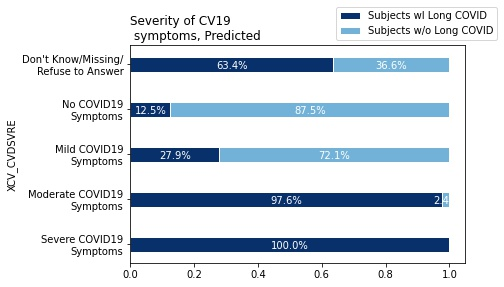 Severity of CV19
symptoms, Predicted
Subjects wl Long COVID
Subjects w/o Long COVID
XCV_CVDSVRE
Don't Know/Missing/
Refuse to Answer
63.4% 36.6%
No COVID19
Symptoms
12.5% 87.5%
Mild COVID19
Symptoms
27.9% 72.1%
Moderate COVID19
Symptoms
97.6% 2.4
Severe COVID19
Symptoms
100.0%
0.0 0.2 0.4 0.6 0.8 1.0